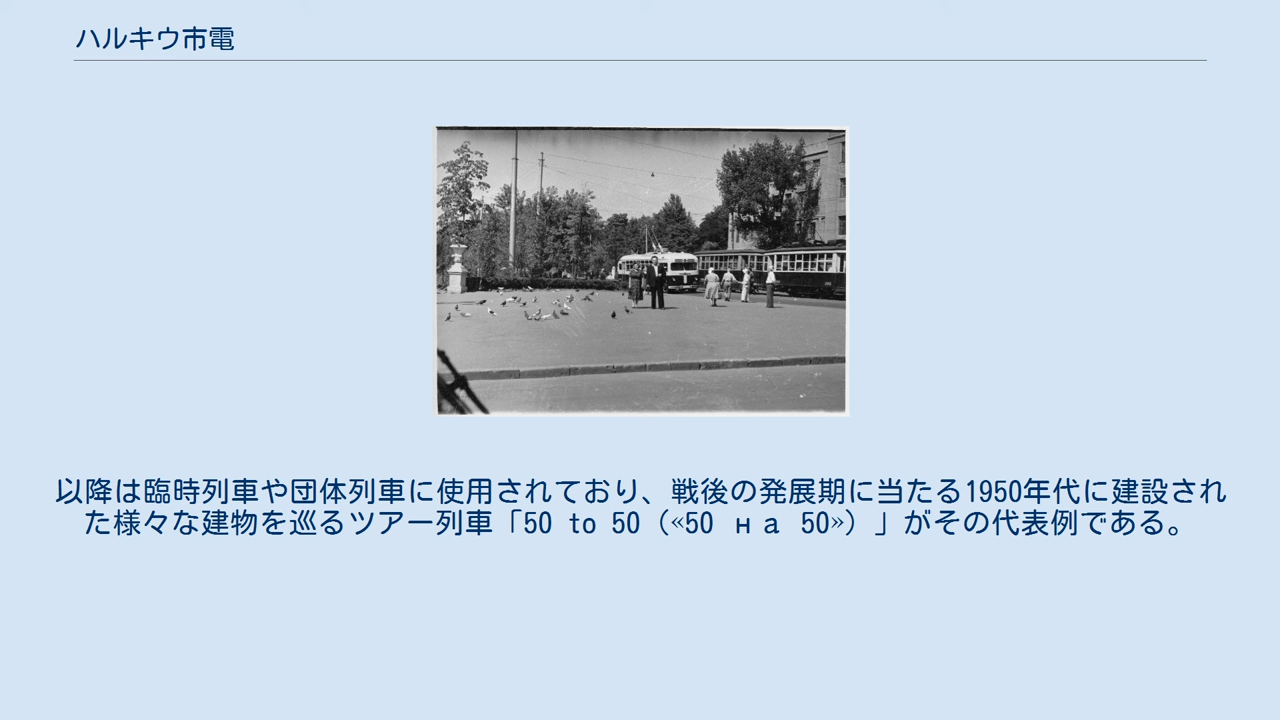 ハルキウ市電
以降は臨時列車や団体列車に使用されており、戦後の発展期に当たる1950年代に建設され
た様々な建物を巡るツアー列車「50 to 50（«50 на 50»）」がその代表例である。